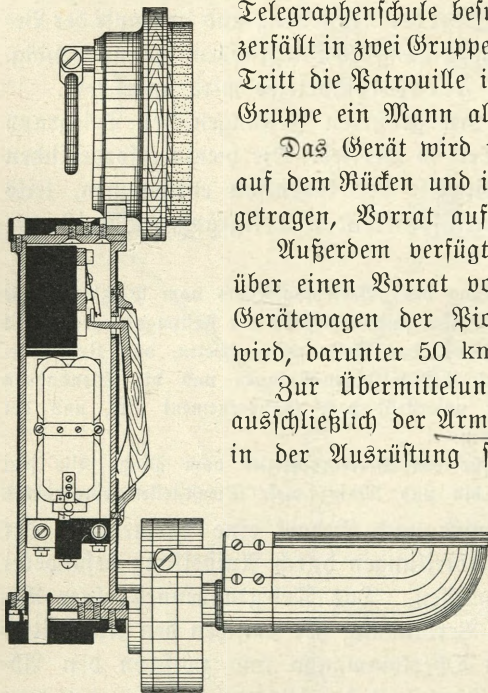 Telegraphenschule
zerfällt in zwei Gruppe
Tritt die Patrouille i
Gruppe ein Mann al
Das Gerät wird
auf dem Rücken und i
getragen, Vorrat auf
Außerdem verfügt
über einen Vorrat vo
Gerätewagen der Pio
wird, darunter 50 km
Zur Übermittelun
ausschließlich der Arm
in der Ausrüstung